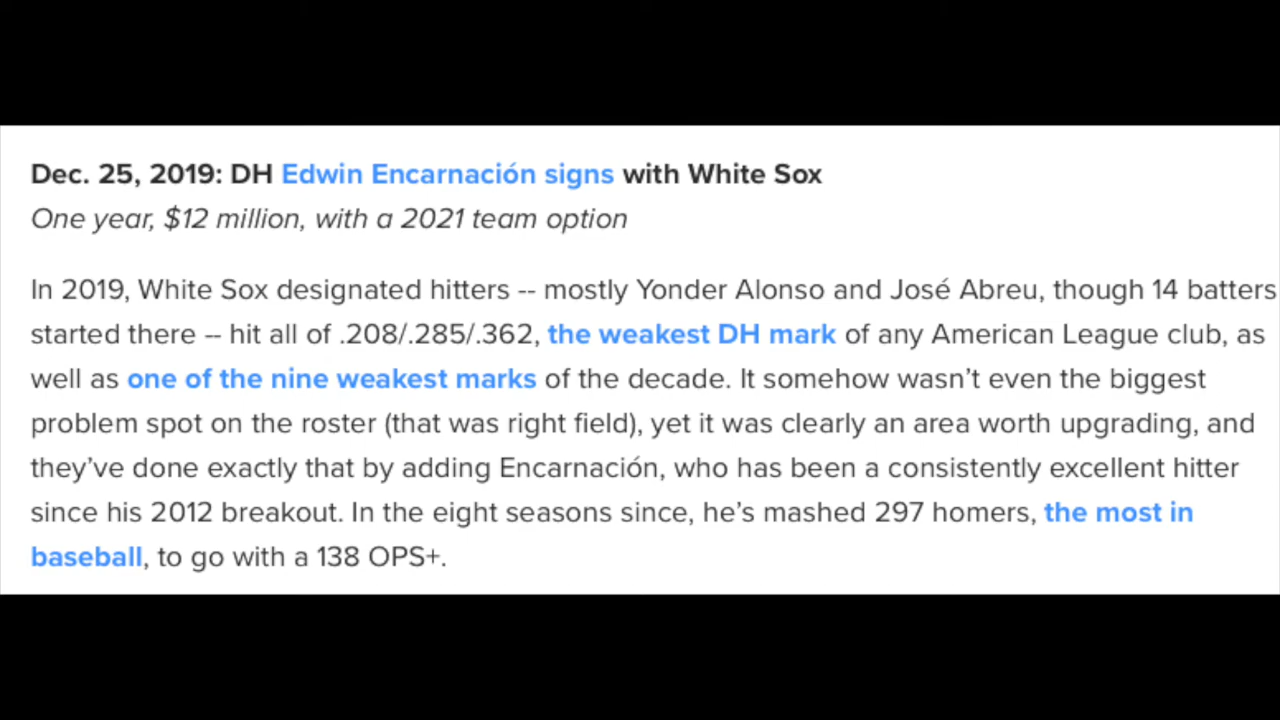 Dec. 25, 2019: DH Edwin Encarnación signs with White Sox
One year, $12 million, with a 2021 team option
In 2019, White Sox designated hitters -- mostly Yonder Alonso and José Abreu, though 14 batters
started there -- hit all of .208/.285/.362, the weakest DH mark of any American League club, as
well as one of the nine weakest marks of the decade. It somehow wasn’t even the biggest
problem spot on the roster (that was right field), yet it was clearly an area worth upgrading, and
they’ve done exactly that by adding Encarnación, who has been a consistently excellent hitter
since his 2012 breakout. In the eight seasons since, he’s mashed 297 homers, the most in
baseball, to go with a 138 OPS+.